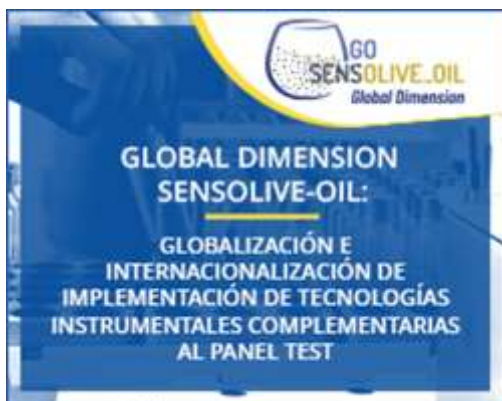 GO
SENSOLIVE_OIL
Global Dimension
GLOBAL DIMENSION
SENSOLIVE-OIL:
GLOBALIZACIÓN E
INTERNACIONALIZACIÓN DE
IMPLEMENTACIÓN DE TECNOLOGÍAS
INSTRUMENTALES COMPLEMENTARIAS
AL PANEL TEST